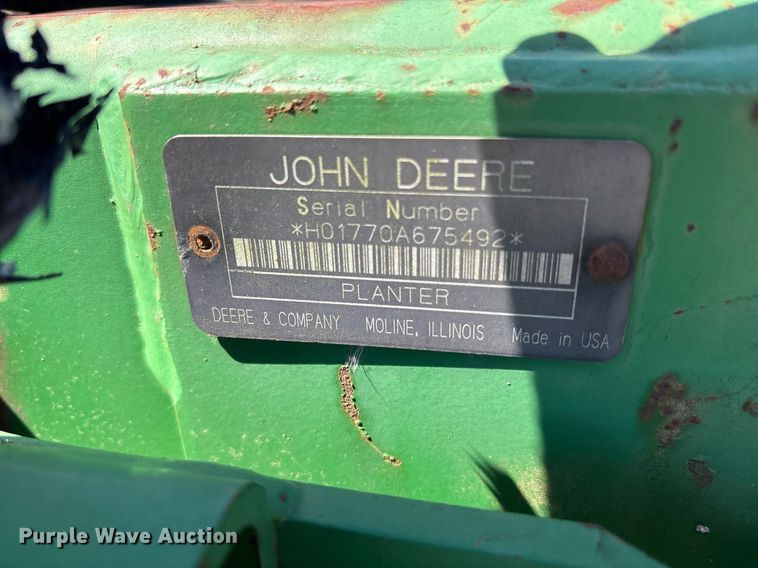 JOHN DEERE
Serial Number
*H01770A675492*
PLANTER
DEERE & COMPANY MOLINE, ILLINOIS Made in USA
Purple Wave Auction